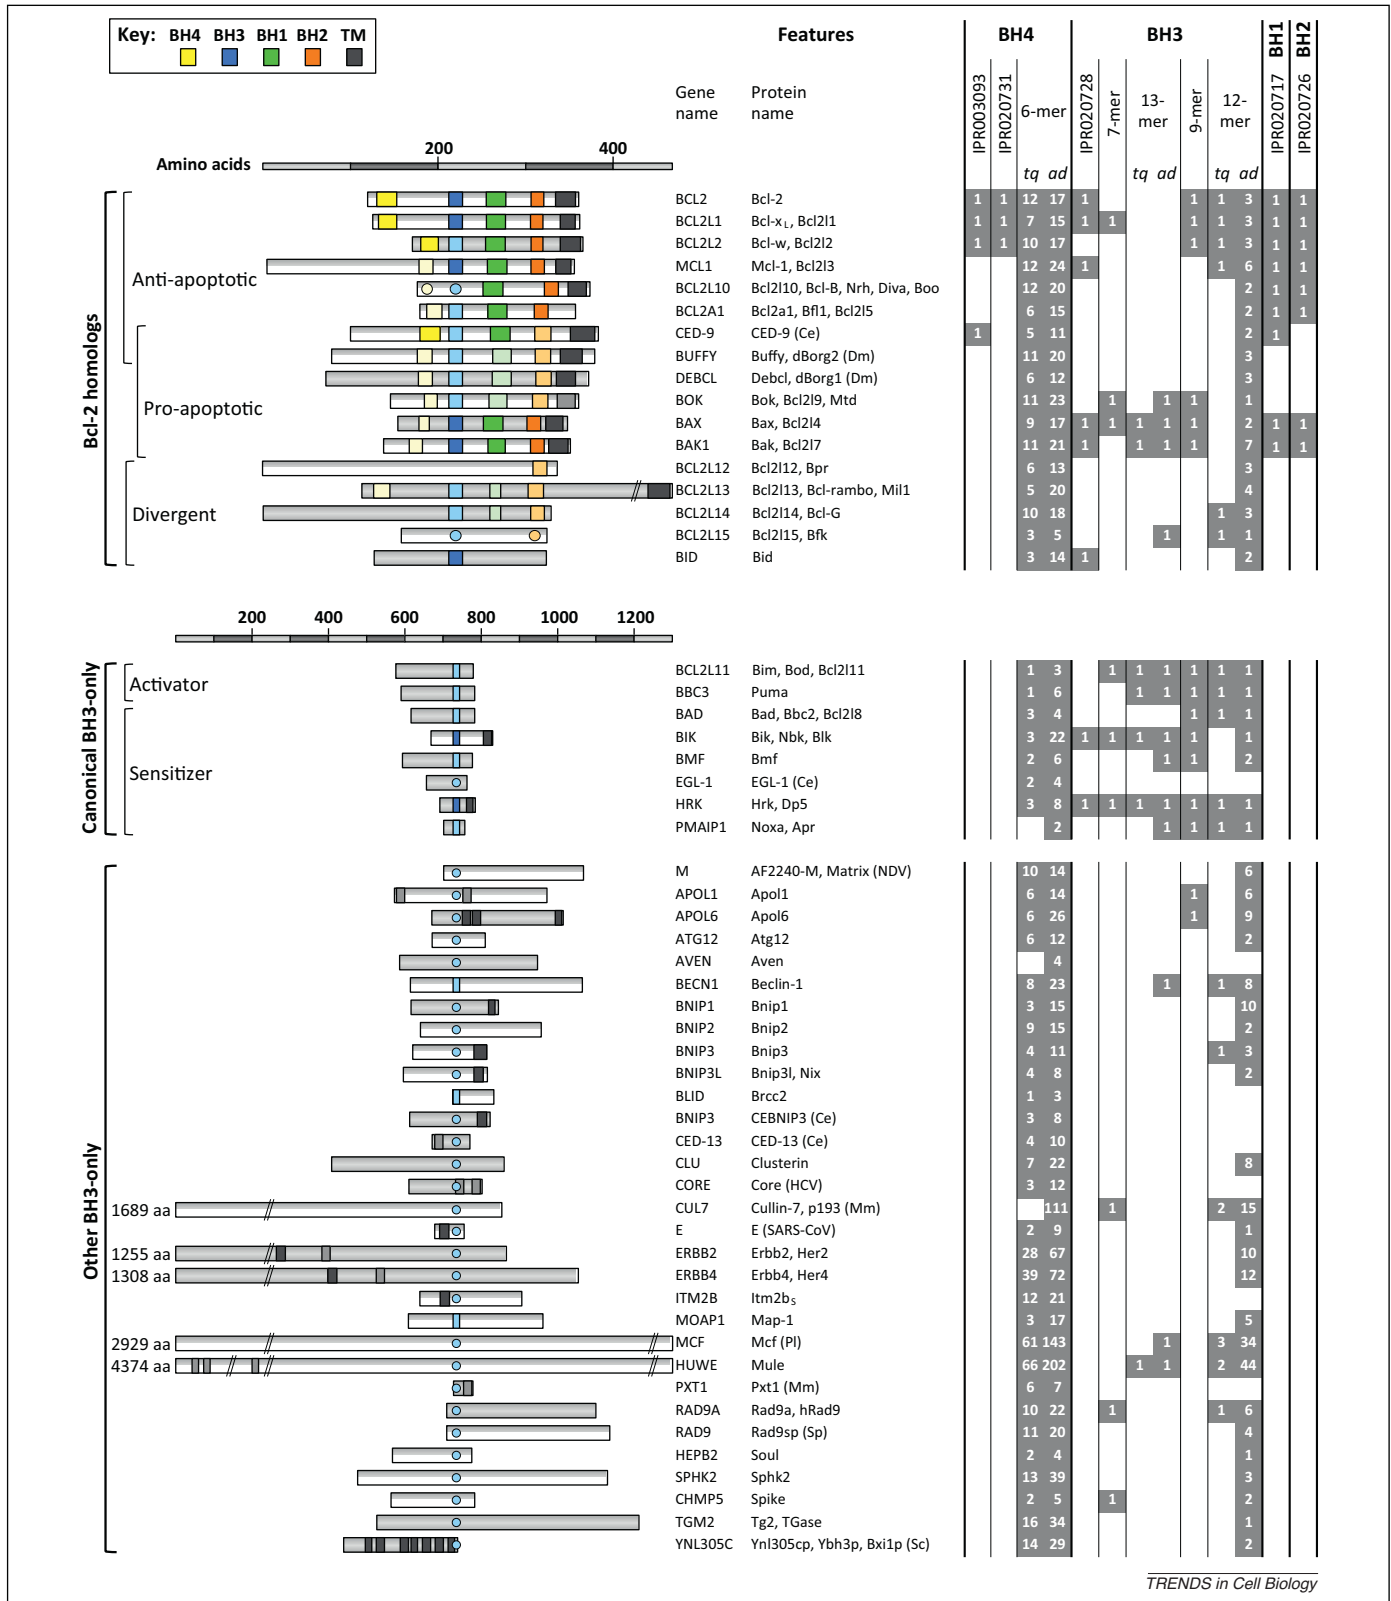 Key: BH4 BH3 BH1 BH2 TM
Features
BH4 BH3 BH1 BH2
Gene name Protein name
IPR003093 IPR020731 6-mer IPR020728 7-mer 13-mer 9-mer 12-mer IPR020717 IPR020726
tq ad tq ad tq ad
Amino acids 200 400
Bcl-2 homologs
Anti-apoptotic
Pro-apoptotic
Divergent
BCL2 Bcl-2 1 1 12 17 1 1 1 3 1 1
BCL2L1 Bcl-xL, Bcl2l1 1 1 7 15 1 1 1 1 3 1 1
BCL2L2 Bcl-w, Bcl2l2 1 1 10 17 1 1 3 1 1
MCL1 Mcl-1, Bcl2l3 12 24 1 1 6 1 1
BCL2L10 Bcl2l10, Bcl-B, Nrh, Diva, Boo 12 20 2 1 1
BCL2A1 Bcl2a1, Bfl1, Bcl2l5 6 15 2 1 1
CED-9 CED-9 (Ce) 1 5 11 2 1
BUFFY Buffy, dBorg2 (Dm) 11 20 3
DEBCL Debcl, dBorg1 (Dm) 6 12 3
BOK Bok, Bcl2l9, Mtd 11 23 1 1 1 1
BAX Bax, Bcl2l4 9 17 1 1 1 1 1 2 1 1
BAK1 Bak, Bcl2l7 11 21 1 1 1 1 7 1 1
BCL2L12 Bcl2l12, Bpr 6 13 3
BCL2L13 Bcl2l13, Bcl-rambo, Mil1 5 20 4
BCL2L14 Bcl2l14, Bcl-G 10 18 1 3
BCL2L15 Bcl2l15, Bfk 3 5 1 1 1
BID Bid 3 14 1 2
200 400 600 800 1000 1200
Canonical BH3-only
Activator
Sensitizer
BCL2L11 Bim, Bod, Bcl2l11 1 3 1 1 1 1 1 1
BBC3 Puma 1 6 1 1 1 1 1
BAD Bad, Bbc2, Bcl2l8 3 4 1 1 1
BIK Bik, Nbk, Blk 3 22 1 1 1 1 1 1
BMF Bmf 2 6 1 1 2
EGL-1 EGL-1 (Ce) 2 4
HRK Hrk, Dp5 3 8 1 1 1 1 1 1 1
PMAIP1 Noxa, Apr 2 1 1 1 1
Other BH3-only
M AF2240-M, Matrix (NDV) 10 14 6
APOL1 Apol1 6 14 1 6
APOL6 Apol6 6 26 1 9
ATG12 Atg12 6 12 2
AVEN Aven 4
BECN1 Beclin-1 8 23 1 1 8
BNIP1 Bnip1 3 15 10
BNIP2 Bnip2 9 15 2
BNIP3 Bnip3 4 11 1 3
BNIP3L Bnip3l, Nix 4 8 2
BLID Brcc2 1 3
BNIP3 CEBNIP3 (Ce) 3 8
CED-13 CED-13 (Ce) 4 10
CLU Clusterin 7 22 8
CORE Core (HCV) 3 12
1689 aa CUL7 Cullin-7, p193 (Mm) 111 1 2 15
E E (SARS-CoV) 2 9 1
1255 aa ERBB2 Erbb2, Her2 28 67 10
1308 aa ERBB4 Erbb4, Her4 39 72 12
ITM2B Itm2bS 12 21
MOAP1 Map-1 3 17 5
2929 aa MCF Mcf (Pl) 61 143 1 3 34
4374 aa HUWE Mule 66 202 1 1 2 44
PXT1 Pxt1 (Mm) 6 7
RAD9A Rad9a, hRad9 10 22 1 1 6
RAD9 Rad9sp (Sp) 11 20 4
HEPB2 Soul 2 4 1
SPHK2 Sphk2 13 39 3
CHMP5 Spike 2 5 1 2
TGM2 Tg2, TGase 16 34 1
YNL305C Ynl305cp, Ybh3p, Bxi1p (Sc) 14 29 2
TRENDS in Cell Biology